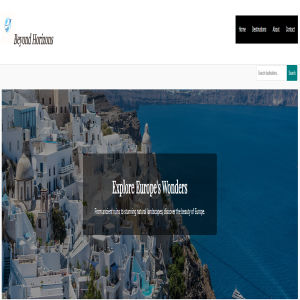 Beyond Horizons
Home Destinations About Contact
Search destinations... Search
Explore Europe's Wonders
From ancient ruins to stunning natural landscapes, discover the beauty of Europe.